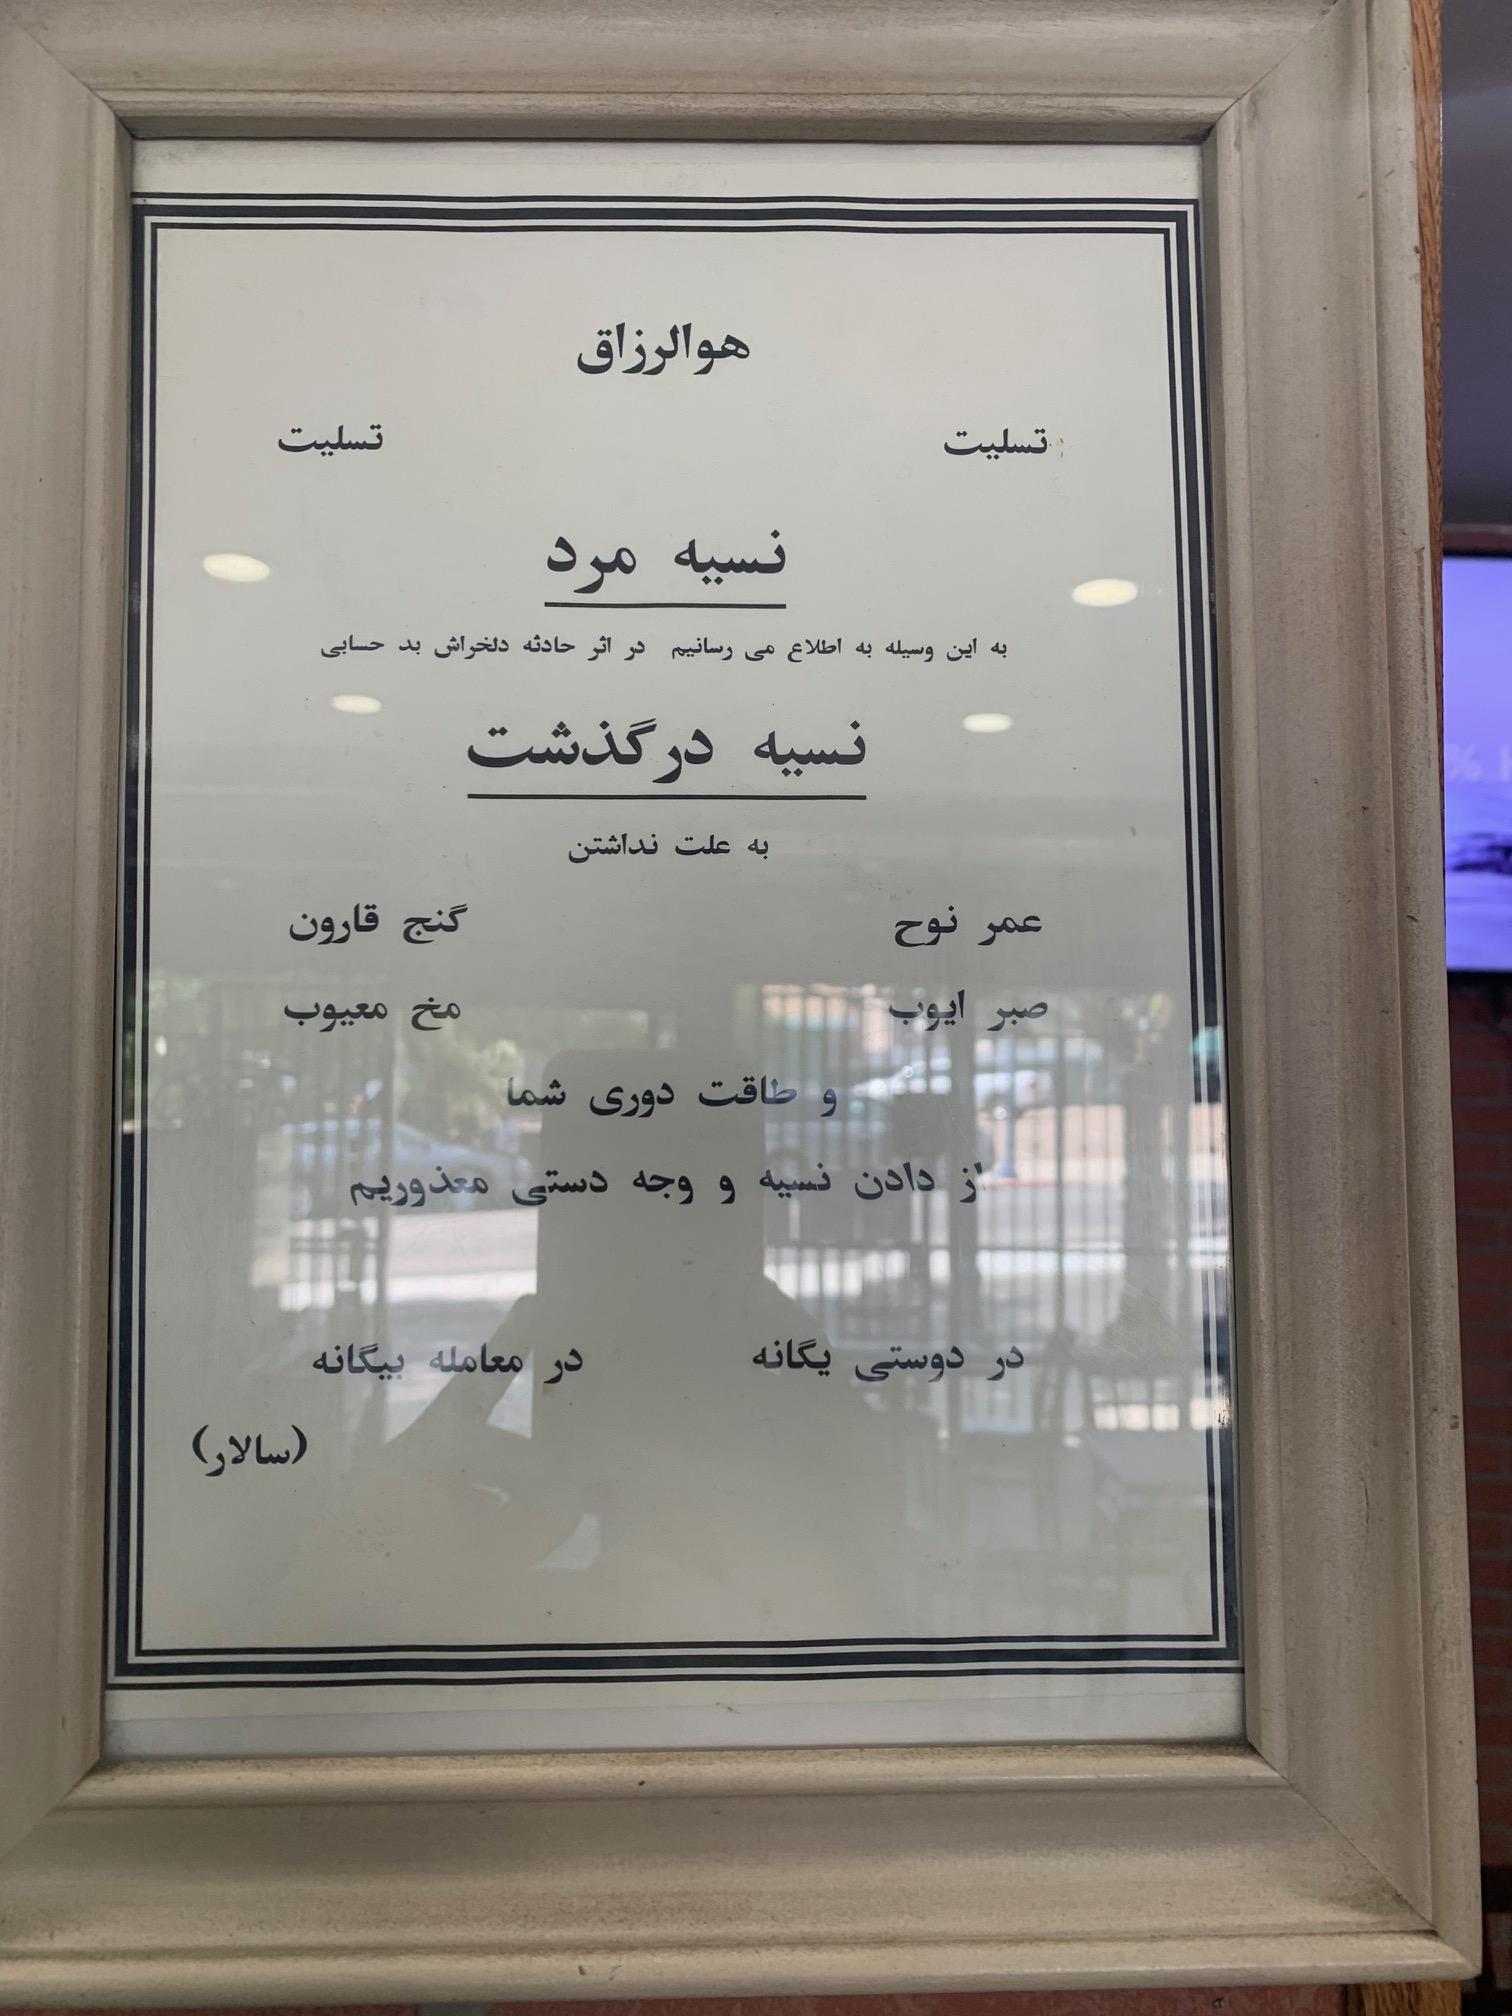 هوالرزاق
تسلیت تسلیت
نسیه مرد
به این وسیله به اطلاع می رسانیم در اثر حادثه دلخراش بد حسابی
نسیه درگذشت
به علت نداشتن
عمر نوح گنج قارون
صبر ایوب مخ معیوب
و طاقت دوری شما
از دادن نسیه و وجه دستی معذوریم
در دوستی یگانه در معامله بیگانه
(سالار)